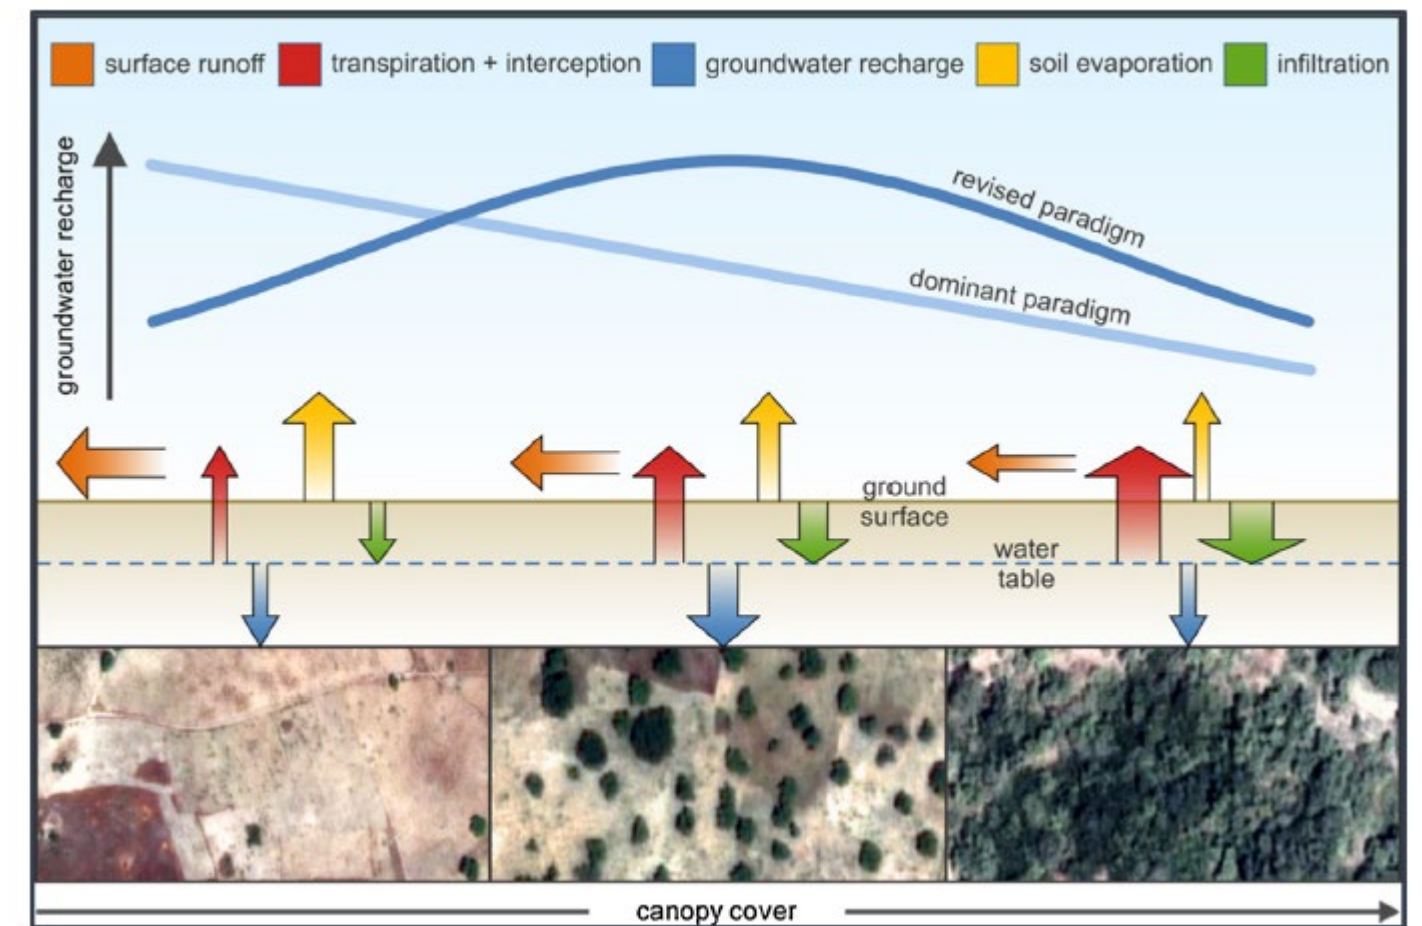 surface runoff
transpiration + interception
groundwater recharge
soil evaporation
infiltration
groundwater recharge
revised paradigm
dominant paradigm
ground
surface
water
table
canopy cover